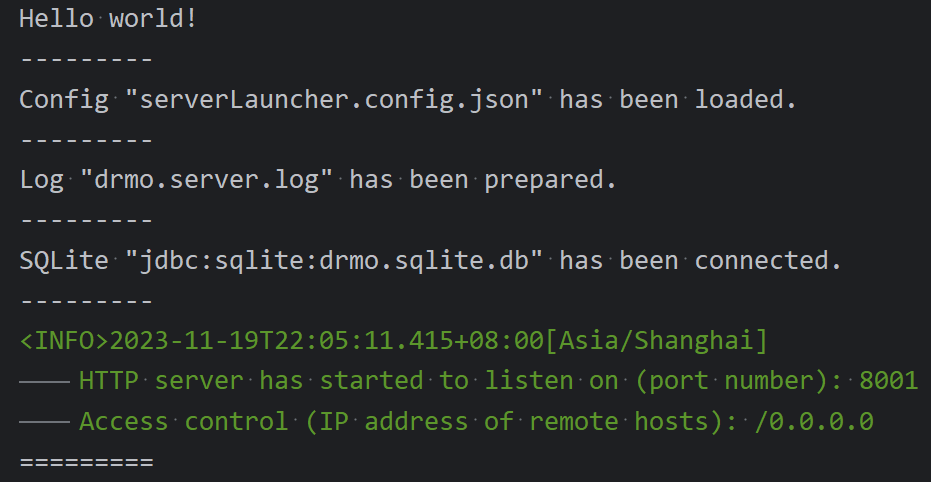 Hello world!
---------
Config "serverLauncher.config.json" has been loaded.
---------
Log "drmo.server.log" has been prepared.
---------
SQLite "jdbc:sqlite:drmo.sqlite.db" has been connected.
---------
<INFO>2023-11-19T22:05:11.415+08:00[Asia/Shanghai]
HTTP server has started to listen on (port number): 8001
Access control (IP address of remote hosts): /0.0.0.0
=========